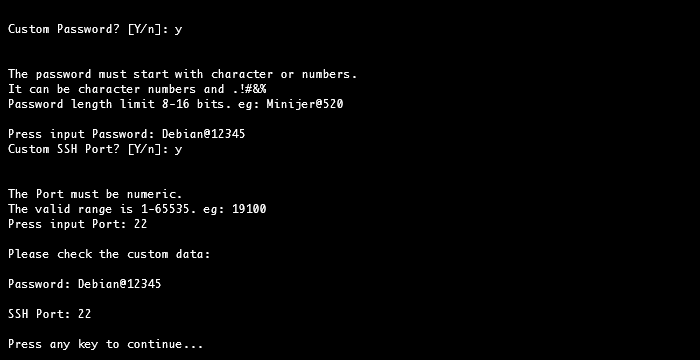 Custom Password? [Y/n]: y
The password must start with character or numbers.
It can be character numbers and .!#&%
Password length limit 8-16 bits. eg: Minijer@520
Press input Password: Debian@12345
Custom SSH Port? [Y/n]: y
The Port must be numeric.
The valid range is 1-65535. eg: 19100
Press input Port: 22
Please check the custom data:
Password: Debian@12345
SSH Port: 22
Press any key to continue...